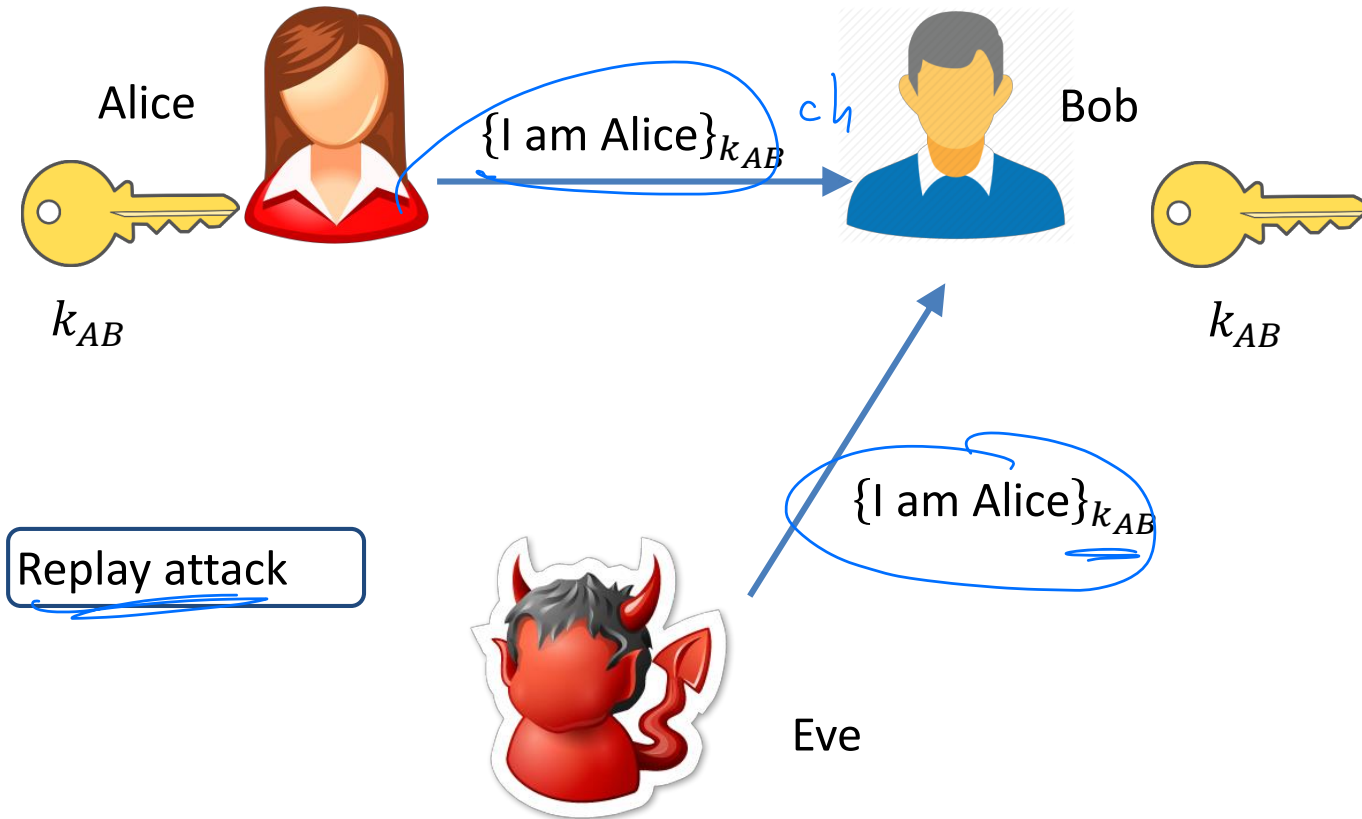 Alice
{I am Alice}k_AB
ch
Bob
k_AB
k_AB
{I am Alice}k_AB
Replay attack
Eve